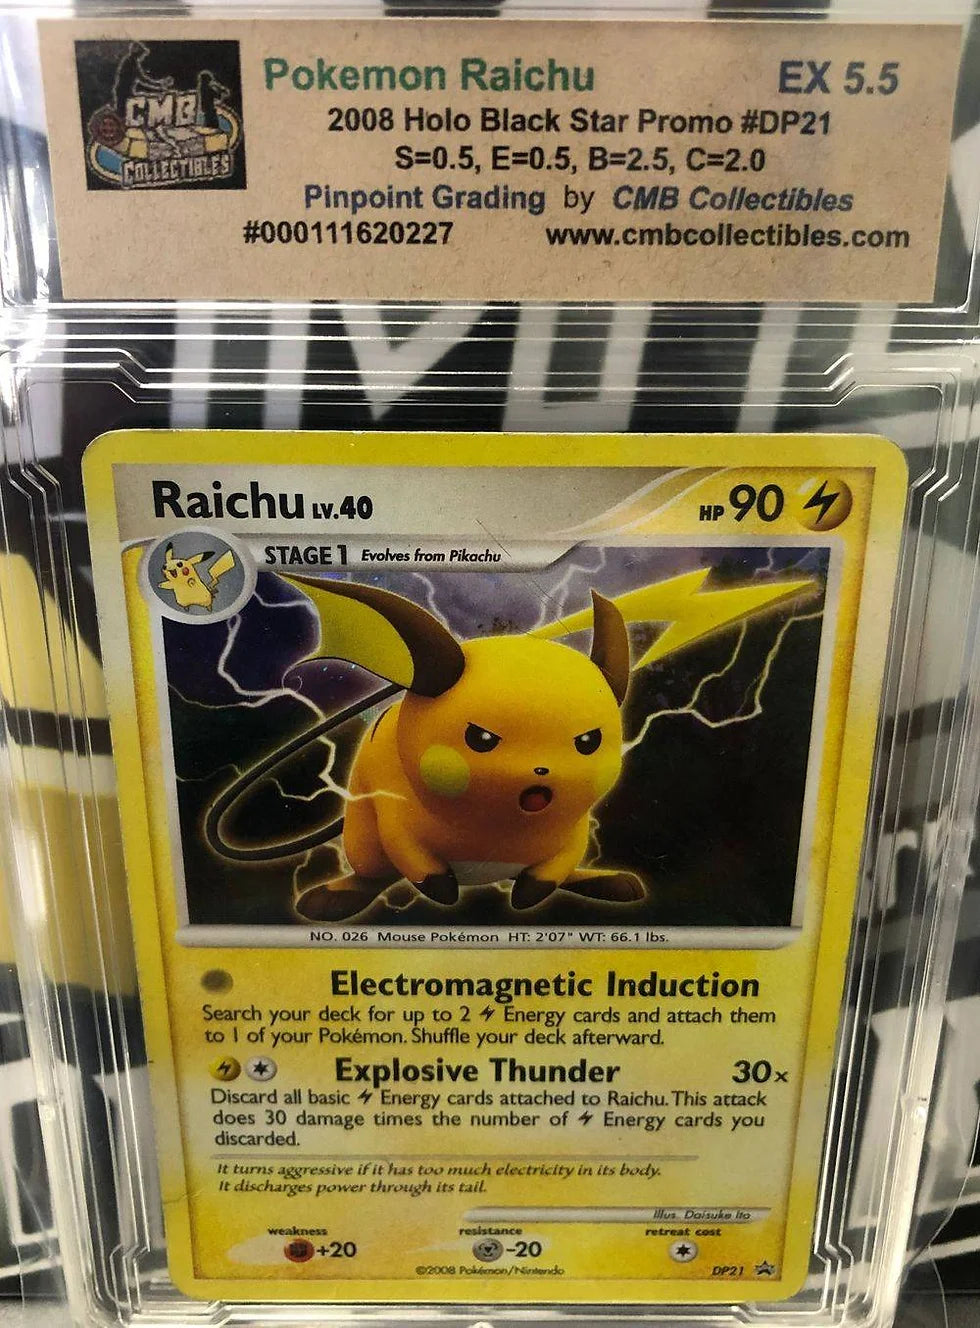 CMB
COLLECTIBLES
Pokemon Raichu EX 5.5
2008 Holo Black Star Promo #DP21
S=0.5, E=0.5, B=2.5, C=2.0
Pinpoint Grading by CMB Collectibles
#000111620227 www.cmbcollectibles.com
Raichu LV.40 HP 90
STAGE 1 Evolves from Pikachu
NO. 026 Mouse Pokémon HT: 2'07" WT: 66.1 lbs.
Electromagnetic Induction
Search your deck for up to 2 Energy cards and attach them
to 1 of your Pokémon. Shuffle your deck afterward.
Explosive Thunder 30×
Discard all basic Energy cards attached to Raichu. This attack
does 30 damage times the number of Energy cards you
discarded.
It turns aggressive if it has too much electricity in its body.
It discharges power through its tail.
Illus. Daisuke Ito
weakness resistance retreat cost
+20 -20
©2008 Pokémon/Nintendo DP21